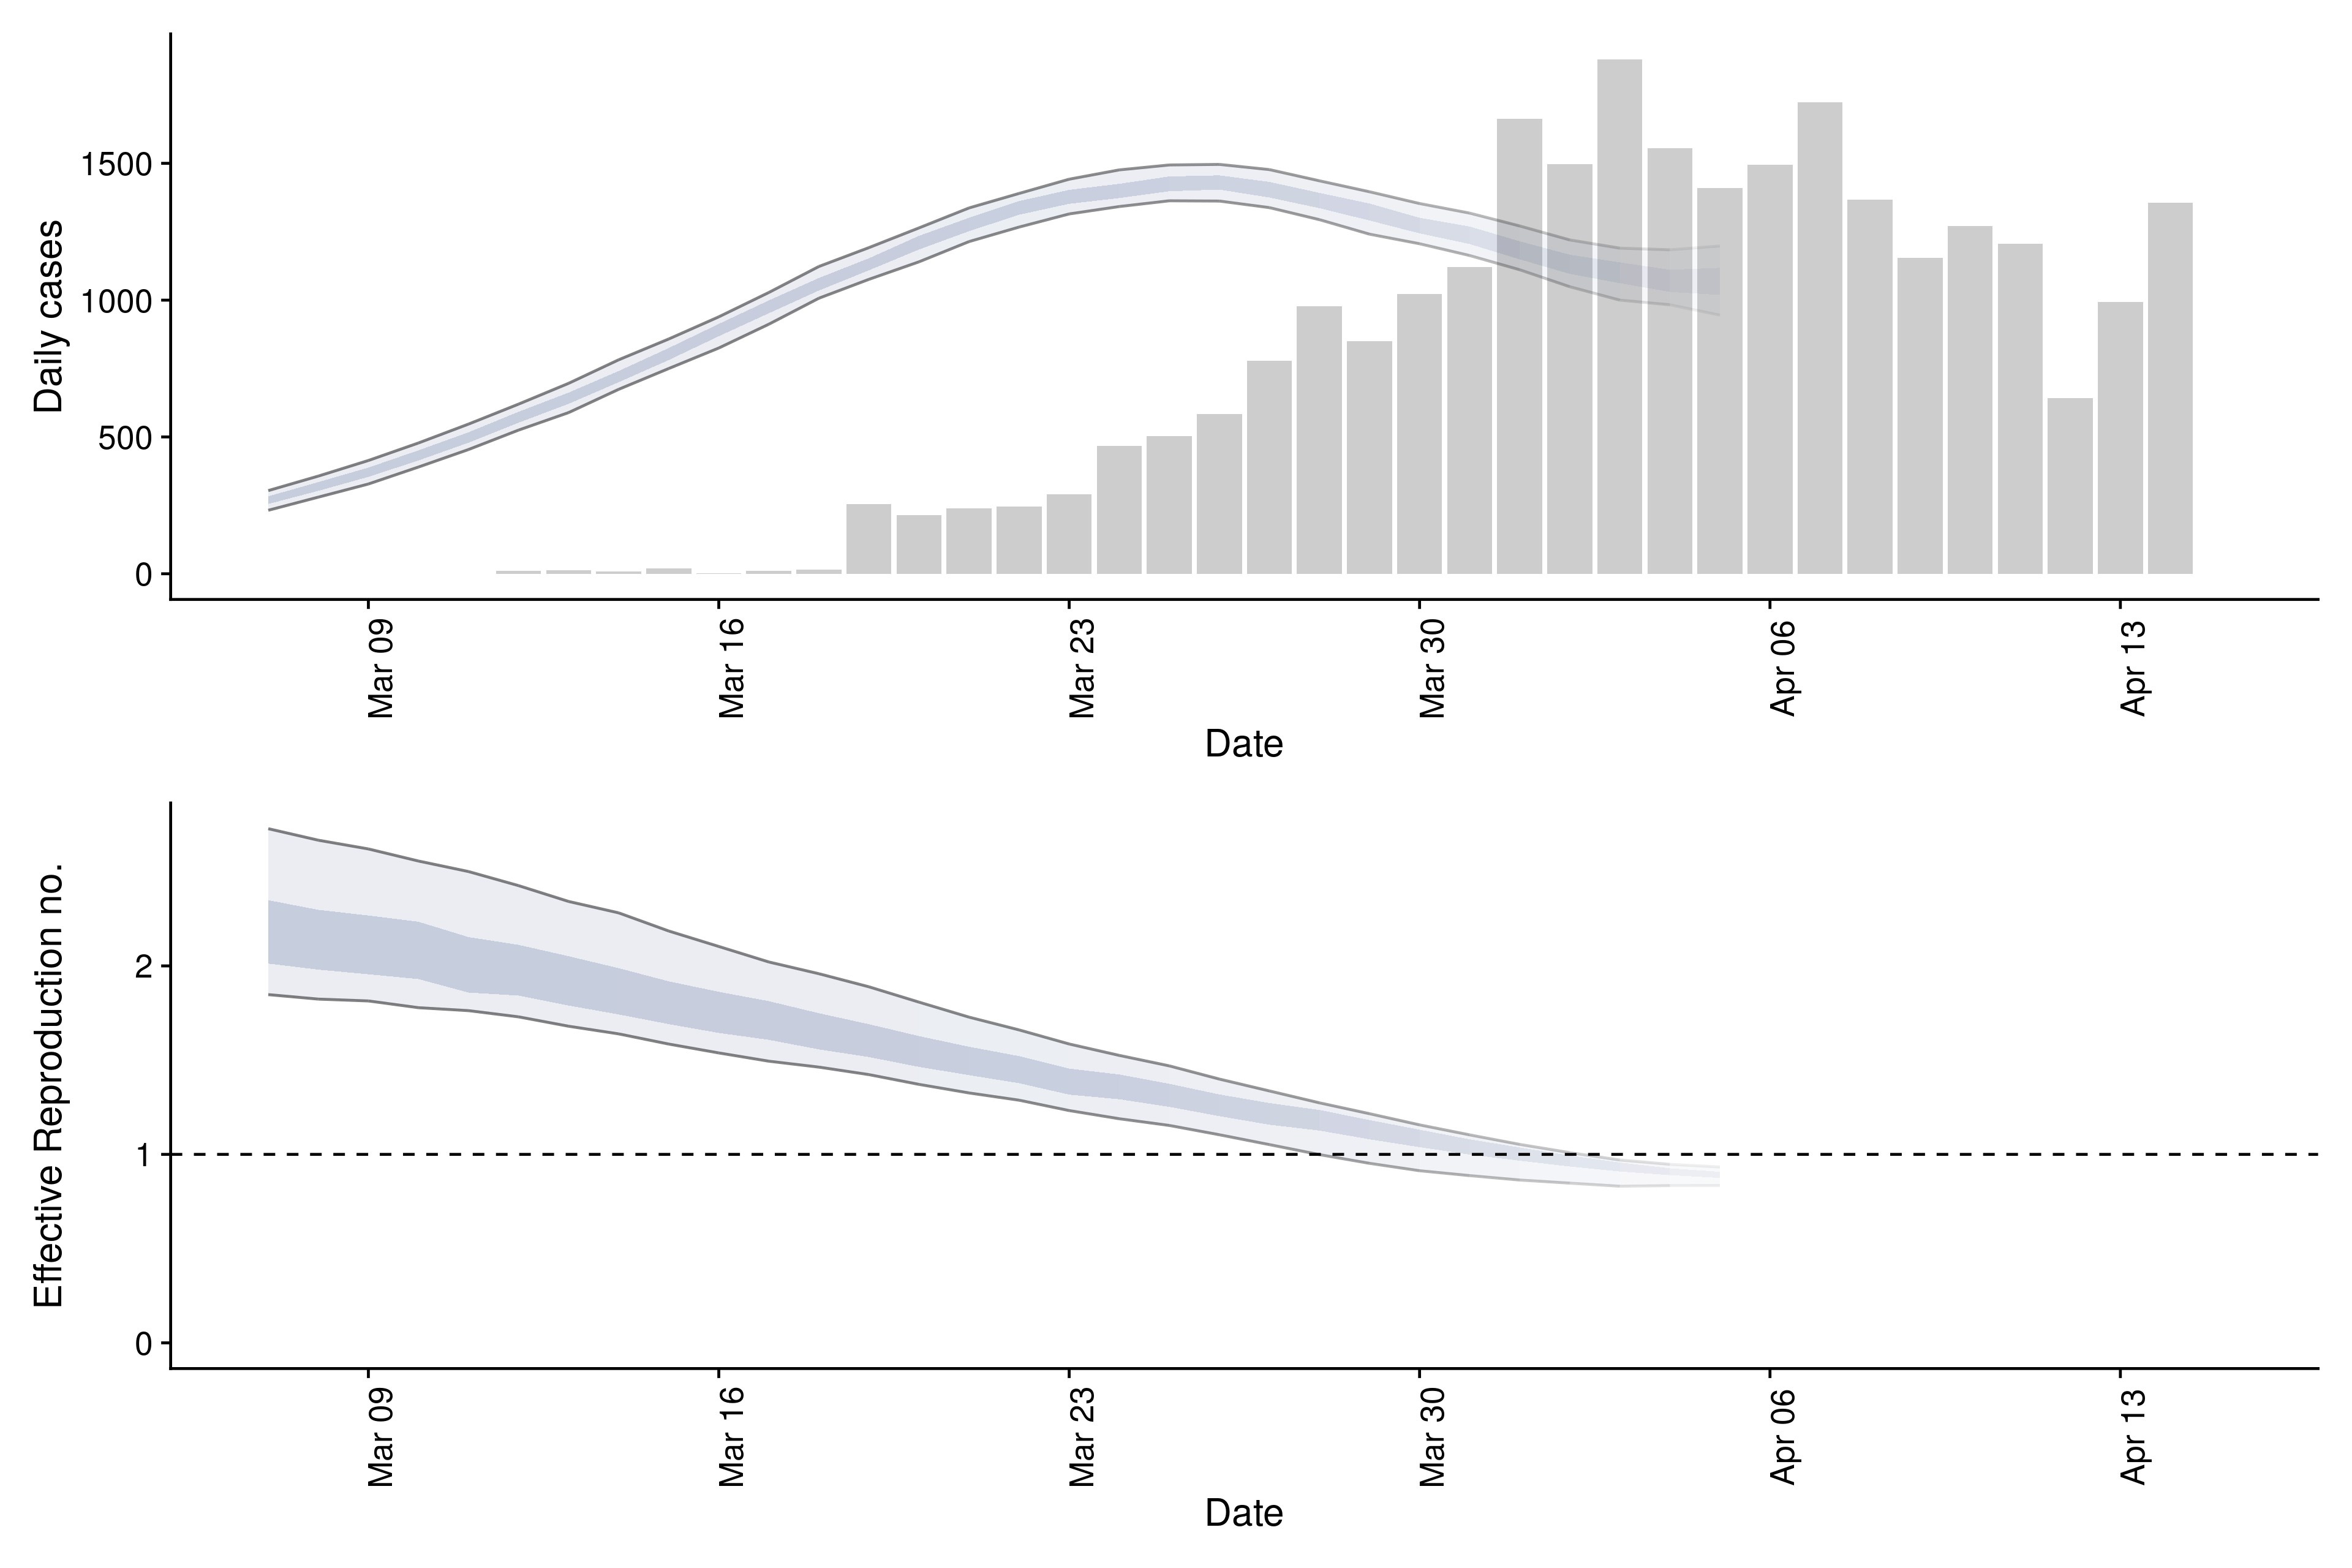 Daily cases
1500
1000
500
0
Mar 09
Mar 16
Mar 23
Mar 30
Apr 06
Apr 13
Date
Effective Reproduction no.
2
1
0
Mar 09
Mar 16
Mar 23
Mar 30
Apr 06
Apr 13
Date